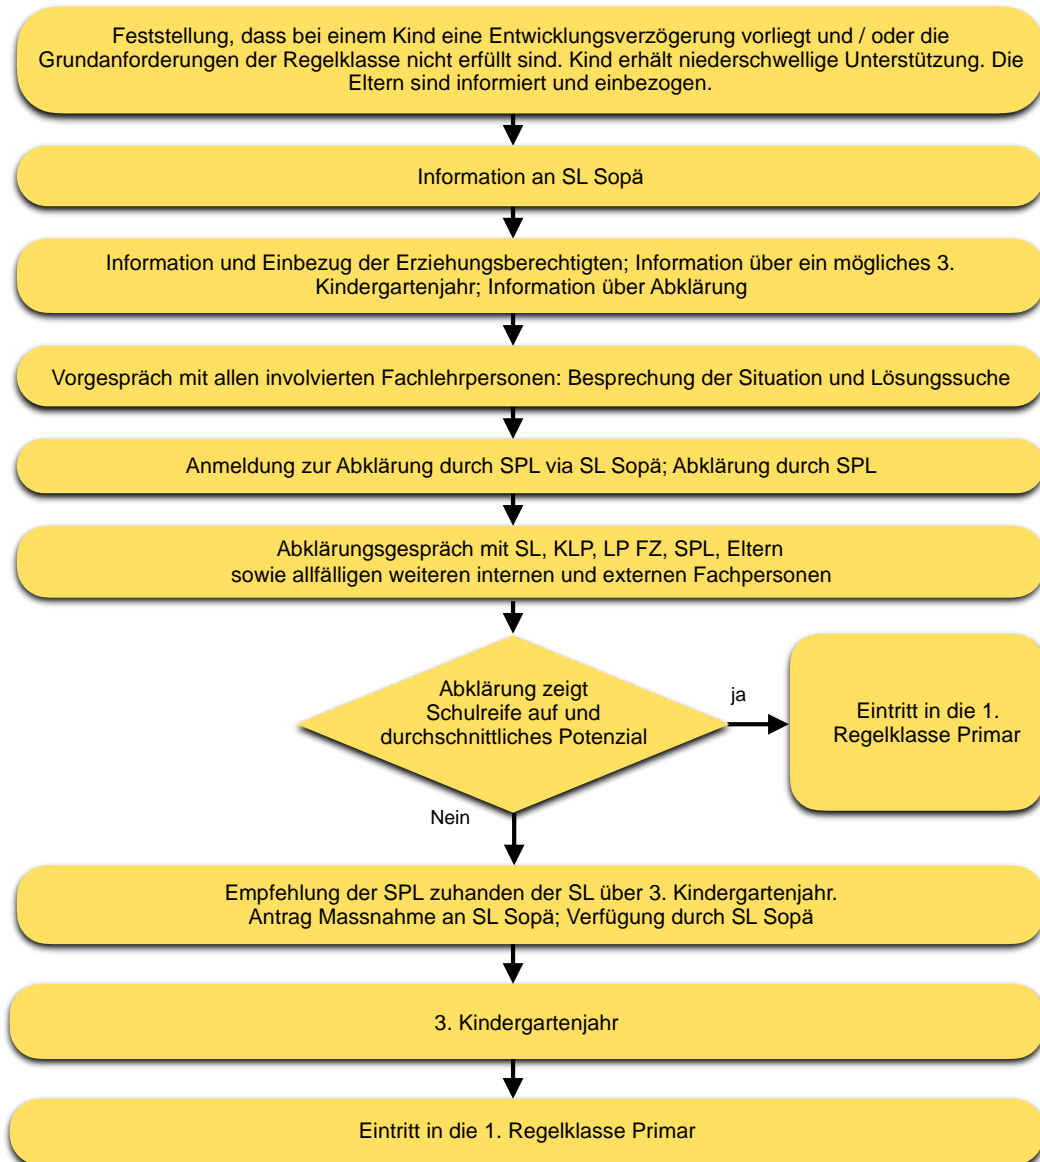 Feststellung, dass bei einem Kind eine Entwicklungsverzögerung vorliegt und / oder die
Grundanforderungen der Regelklasse nicht erfüllt sind. Kind erhält niederschwellige Unterstützung. Die
Eltern sind informiert und einbezogen.
Information an SL Sopä
Information und Einbezug der Erziehungsberechtigten; Information über ein mögliches 3.
Kindergartenjahr; Information über Abklärung
Vorgespräch mit allen involvierten Fachlehrpersonen: Besprechung der Situation und Lösungssuche
Anmeldung zur Abklärung durch SPL via SL Sopä; Abklärung durch SPL
Abklärungsgespräch mit SL, KLP, LP FZ, SPL, Eltern
sowie allfälligen weiteren internen und externen Fachpersonen
Abklärung zeigt
Schulreife auf und
durchschnittliches Potenzial
ja
Eintritt in die 1.
Regelklasse Primar
Nein
Empfehlung der SPL zuhanden der SL über 3. Kindergartenjahr.
Antrag Massnahme an SL Sopä; Verfügung durch SL Sopä
3. Kindergartenjahr
Eintritt in die 1. Regelklasse Primar